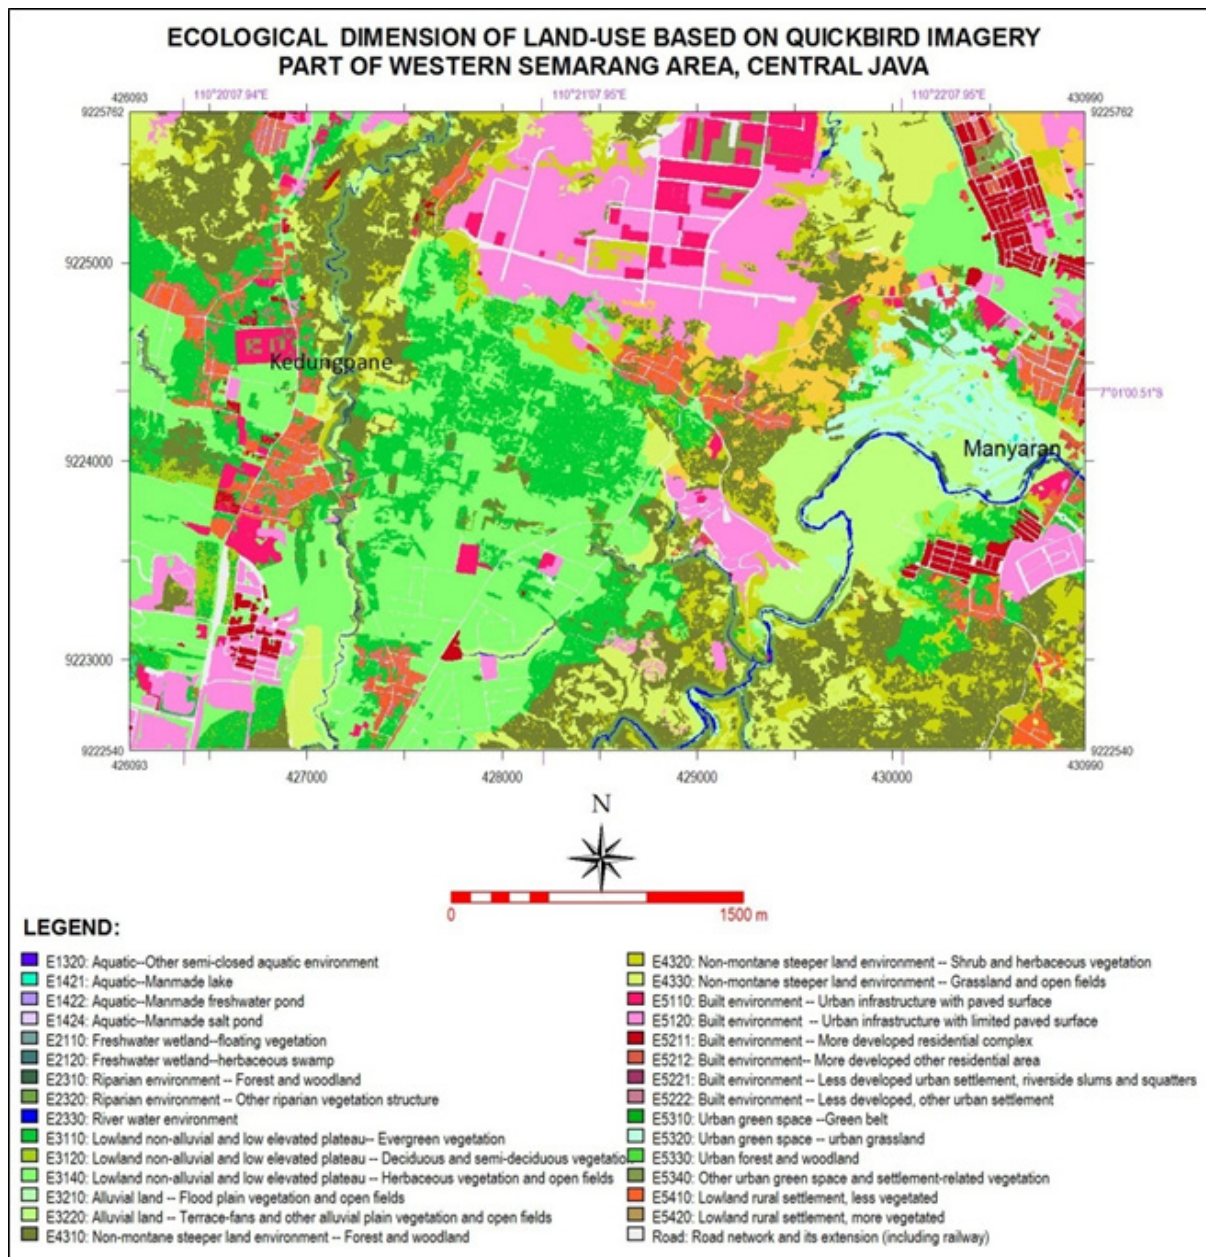 ECOLOGICAL DIMENSION OF LAND-USE BASED ON QUICKBIRD IMAGERY
PART OF WESTERN SEMARANG AREA, CENTRAL JAVA
426093 110°20'07.94"E 110°21'07.95"E 110°22'07.95"E 430990
9225762 9225762
9225000
Kedungpane
7°01'00.51"S
Manyaran
9224000
9223000
9222540 9222540
426093 427000 428000 429000 430000 430990
N
0 1500 m
LEGEND:
E1320: Aquatic--Other semi-closed aquatic environment
E1421: Aquatic--Manmade lake
E1422: Aquatic--Manmade freshwater pond
E1424: Aquatic--Manmade salt pond
E2110: Freshwater wetland--floating vegetation
E2120: Freshwater wetland--herbaceous swamp
E2310: Riparian environment -- Forest and woodland
E2320: Riparian environment -- Other riparian vegetation structure
E2330: River water environment
E3110: Lowland non-alluvial and low elevated plateau-- Evergreen vegetation
E3120: Lowland non-alluvial and low elevated plateau -- Deciduous and semi-deciduous vegetation
E3140: Lowland non-alluvial and low elevated plateau -- Herbaceous vegetation and open fields
E3210: Alluvial land -- Flood plain vegetation and open fields
E3220: Alluvial land -- Terrace-fans and other alluvial plain vegetation and open fields
E4310: Non-montane steeper land environment -- Forest and woodland
E4320: Non-montane steeper land environment -- Shrub and herbaceous vegetation
E4330: Non-montane steeper land environment -- Grassland and open fields
E5110: Built environment -- Urban infrastructure with paved surface
E5120: Built environment -- Urban infrastructure with limited paved surface
E5211: Built environment -- More developed residential complex
E5212: Built environment-- More developed other residential area
E5221: Built environment -- Less developed urban settlement, riverside slums and squatters
E5222: Built environment -- Less developed, other urban settlement
E5310: Urban green space --Green belt
E5320: Urban green space -- urban grassland
E5330: Urban forest and woodland
E5340: Other urban green space and settlement-related vegetation
E5410: Lowland rural settlement, less vegetated
E5420: Lowland rural settlement, more vegetated
Road: Road network and its extension (including railway)